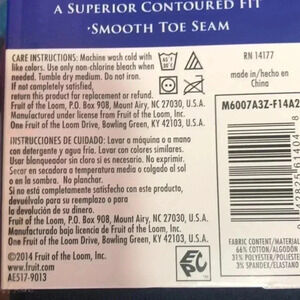 A SUPERIOR CONTOURED FIT
·SMOOTH TOE SEAM
CARE INSTRUCTIONS: Machine wash cold with
like colors. Use only non-chlorine bleach when
needed. Tumble dry medium. Do not iron.
If not completely satisfied,
return this product for replacement or refund.
Fruit of the Loom, P.O. Box 908, Mount Airy, NC 27030, U.S.A.
Manufactured under license from Fruit of the Loom, Inc.
One Fruit of the Loom Drive, Bowling Green, KY 42103, U.S.A.
INSTRUCCIONES DE CUIDADO: Lavar a máquina o a mano
con detergente y agua fría. Lavar con colores similares.
Usar blanqueador sin cloro si es necesario. No exprimir.
Secar en secadora a temperatura media o colgado al sol
o en la sombra. No planchar.
Si no está completamente satisfecho con este producto,
devuélvalo para su reemplazo o para
la devolución de su dinero.
Fruit of the Loom, P.O. Box 908, Mount Airy, NC 27030, U.S.A.
Manufacturado bajo licencia de Fruit of the Loom, Inc.
One Fruit of the Loom Drive, Bowling Green, KY 42103, U.S.A.
©2014 Fruit of the Loom, Inc.
www.fruit.com
AE517-9013
EPC
RN 14177
made in/hecho en
China
M6007A3Z-F14A2
FABRIC CONTENT/MATERIAL
66% COTTON/ALGODON
31% POLYESTER/POLIEST
3% SPANDEX/ELASTAN